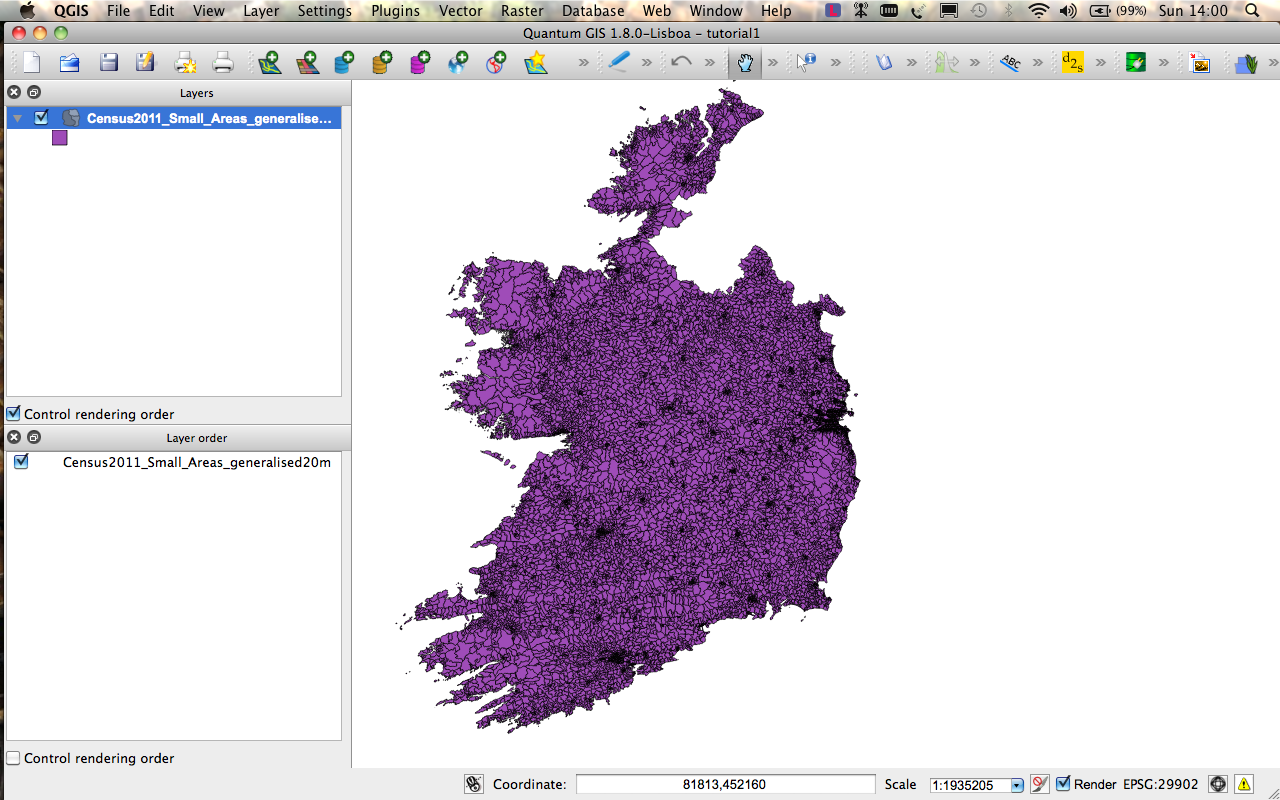 QGIS File Edit View Layer Settings Plugins Vector Raster Database Web Window Help L (99%) Sun 14:00
Quantum GIS 1.8.0-Lisboa - tutorial1
ABC d2s
Layers
Census2011_Small_Areas_generalise...
Control rendering order
Layer order
Census2011_Small_Areas_generalised20m
Control rendering order
Coordinate: 81813,452160 Scale 1:1935205 Render EPSG:29902